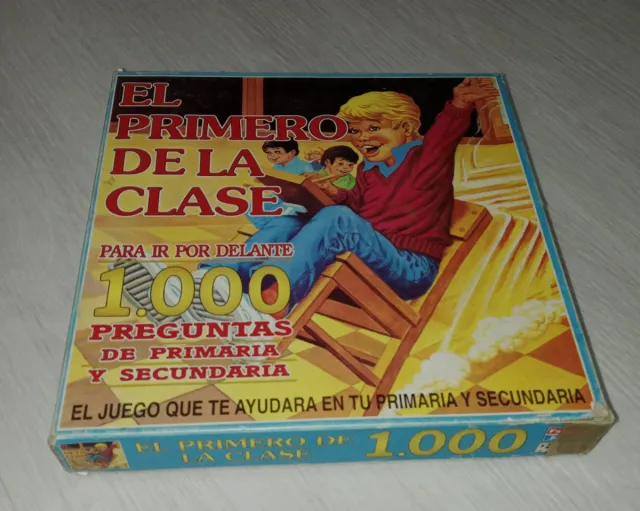 EL
PRIMERO
DE LA
CLASE
PARA IR POR DELANTE
1.000
PREGUNTAS
DE PRIMARIA
Y SECUNDARIA
EL JUEGO QUE TE AYUDARA EN TU PRIMARIA Y SECUNDARIA
EL PRIMERO DE
LA CLASE
1.000